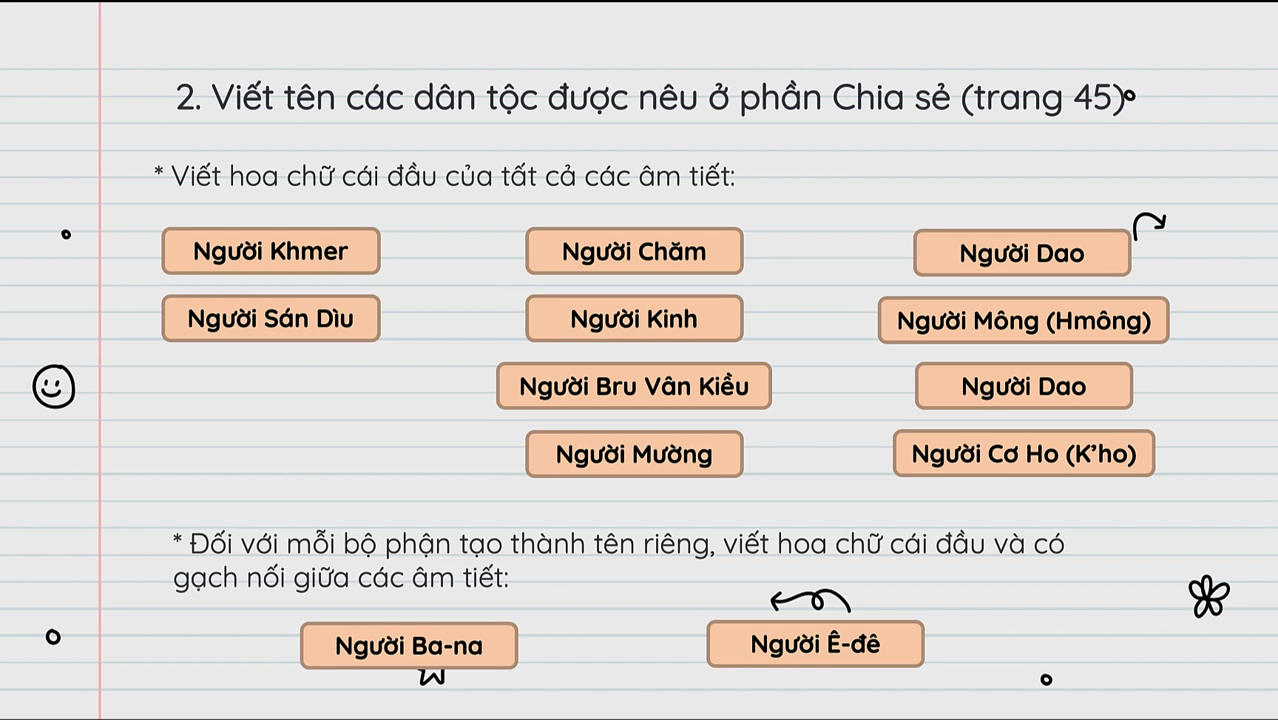 2. Viết tên các dân tộc được nêu ở phần Chia sẻ (trang 45)
* Viết hoa chữ cái đầu của tất cả các âm tiết:
Người Khmer
Người Chăm
Người Dao
Người Sán Dìu
Người Kinh
Người Mông (Hmông)
Người Bru Vân Kiều
Người Dao
Người Mường
Người Cơ Ho (K’ho)
* Đối với mỗi bộ phận tạo thành tên riêng, viết hoa chữ cái đầu và có
gạch nối giữa các âm tiết:
Người Ba-na
Người Ê-đê